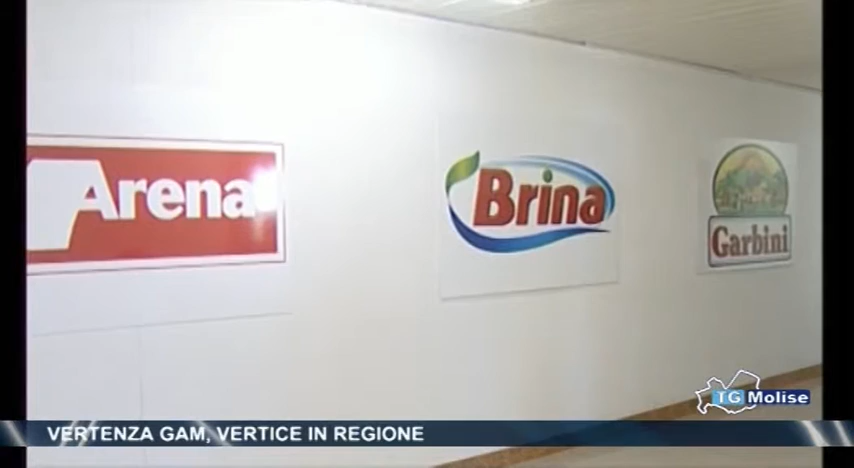 Arena
Brina
Garbini
TG Molise
VERTENZA GAM, VERTICE IN REGIONE